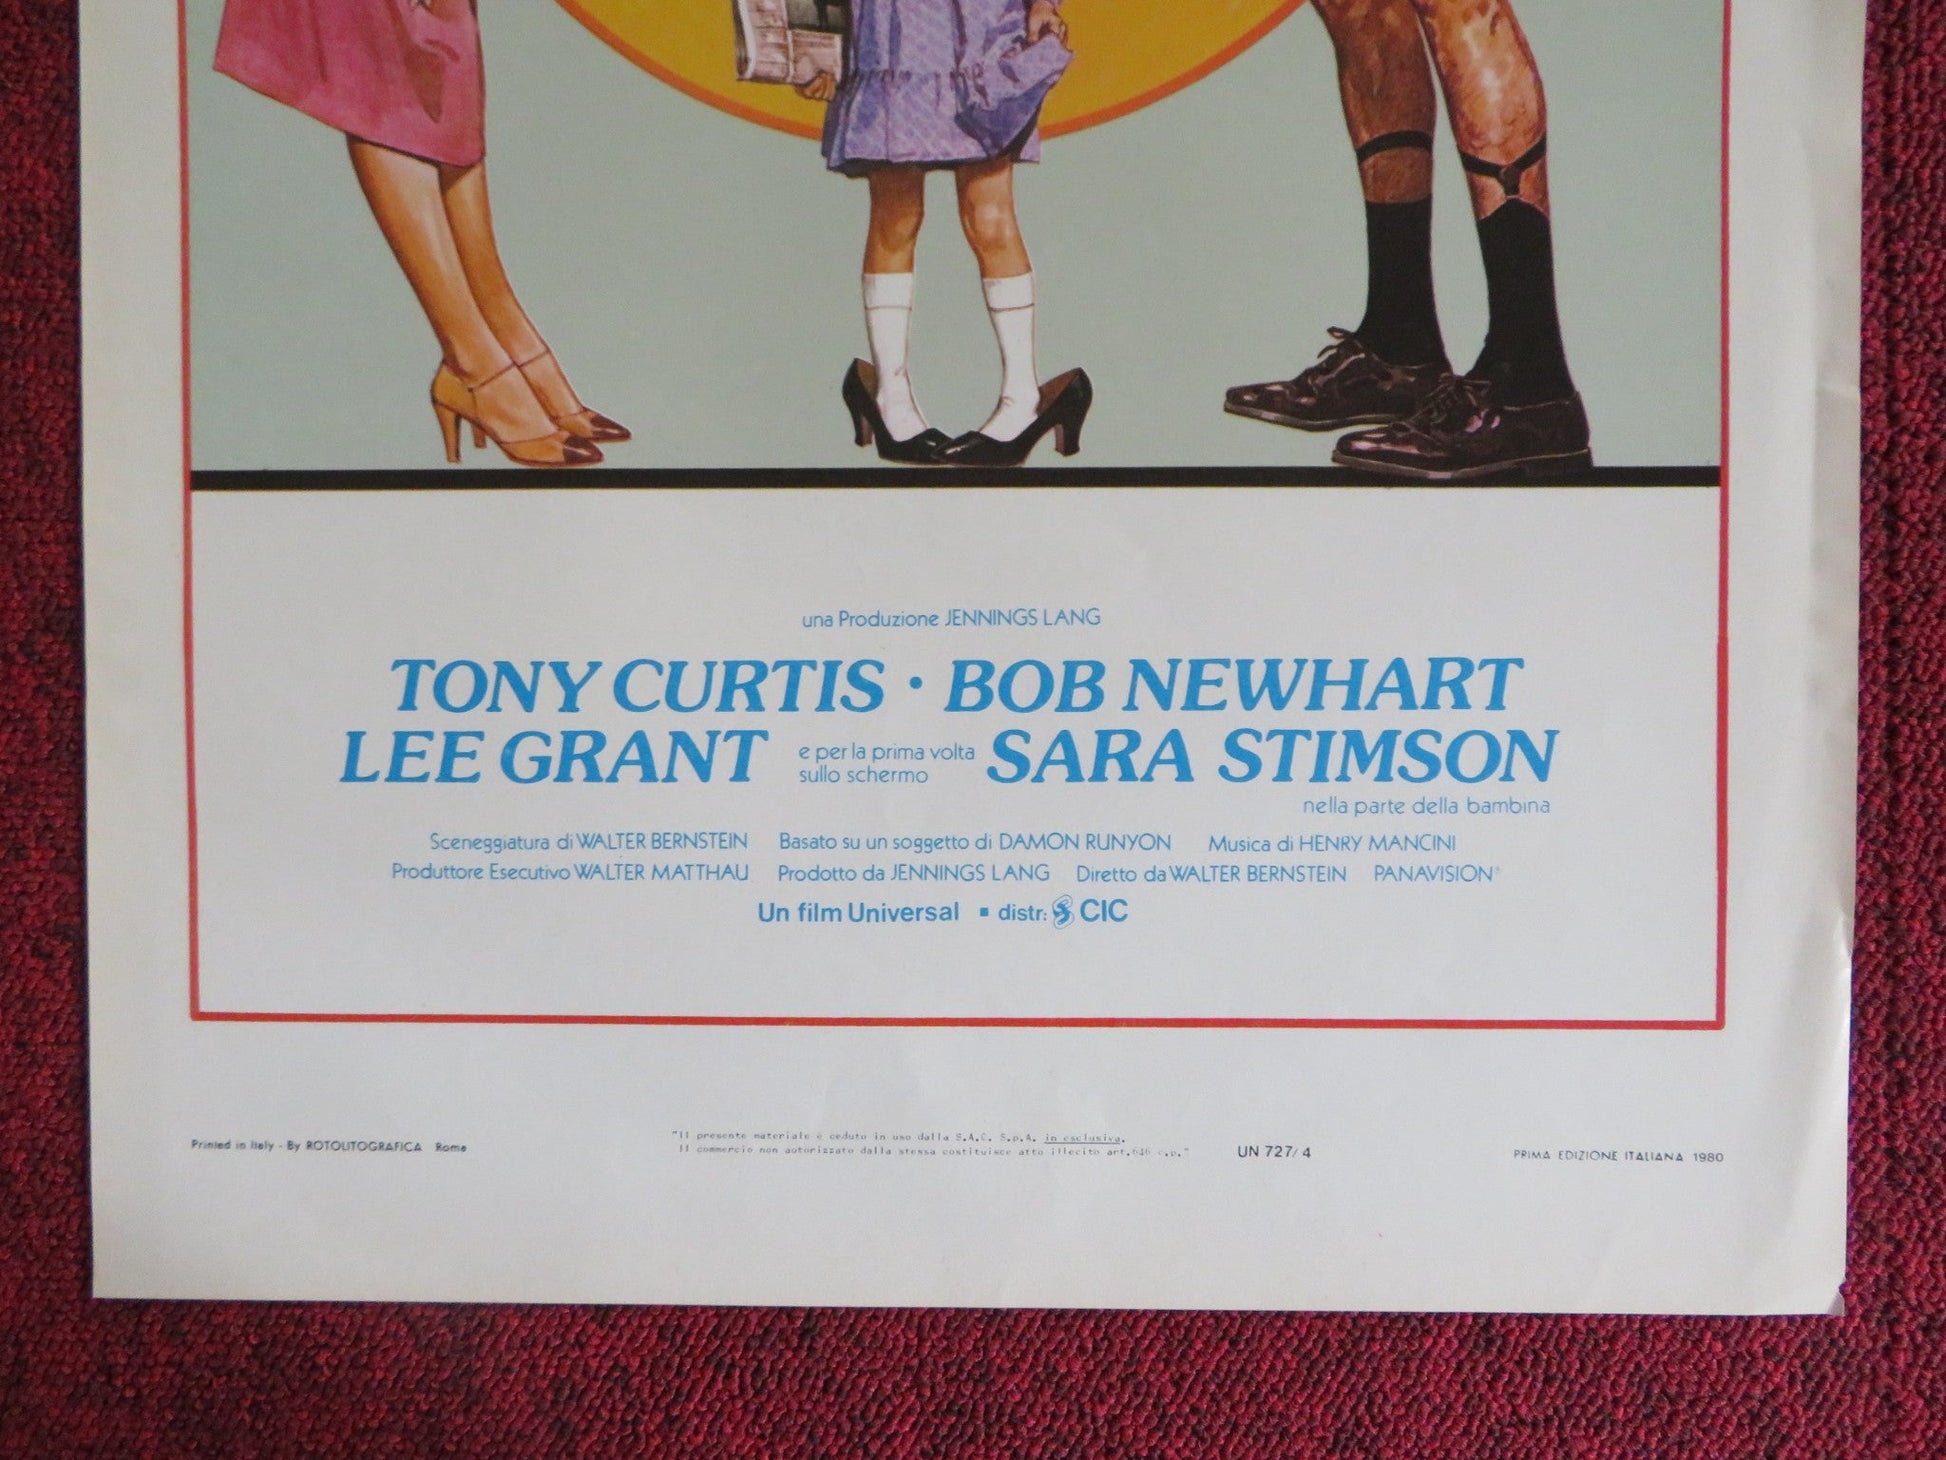 una Produzione JENNINGS LANG
TONY CURTIS · BOB NEWHART
LEE GRANT e per la prima volta sullo schermo SARA STIMSON
nella parte della bambina
Sceneggiatura di WALTER BERNSTEIN Basato su un soggetto di DAMON RUNYON Musica di HENRY MANCINI
Produttore Esecutivo WALTER MATTHAU Prodotto da JENNINGS LANG Diretto da WALTER BERNSTEIN PANAVISION®
Un film Universal ▪ distr: CIC
Printed in Italy - By ROTOLITOGRAFICA Rome
"Il presente materiale è ceduto in uso dalla S.A.C. S.p.A. in esclusiva.
Il commercio non autorizzato dalla stessa costituisce atto illecito art.646 c.p."
UN 727/4
PRIMA EDIZIONE ITALIANA 1980